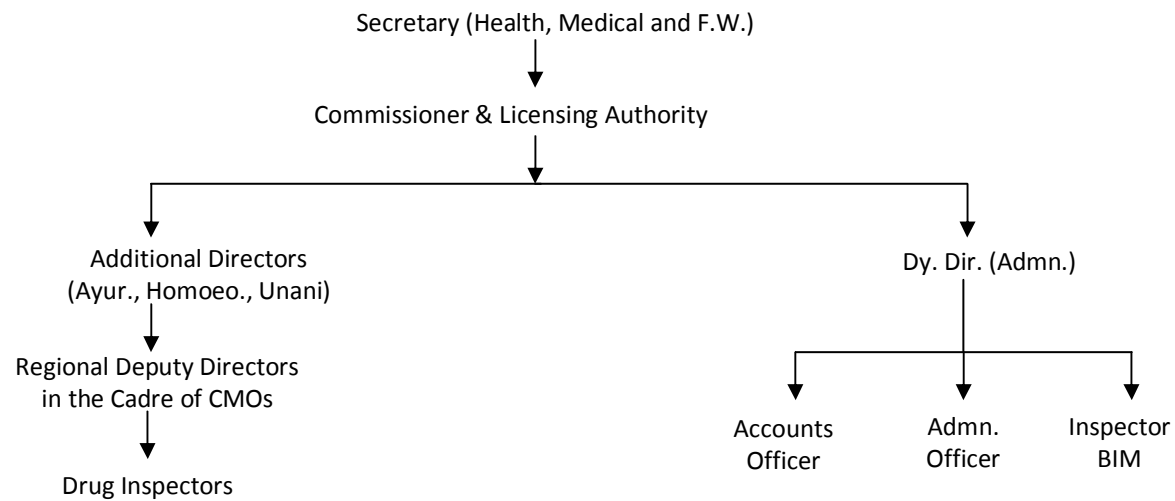 Secretary (Health, Medical and F.W.)
Commissioner & Licensing Authority
Additional Directors
(Ayur., Homoeo., Unani)
Dy. Dir. (Admn.)
Regional Deputy Directors
in the Cadre of CMOs
Drug Inspectors
Accounts
Officer
Admn.
Officer
Inspector
BIM